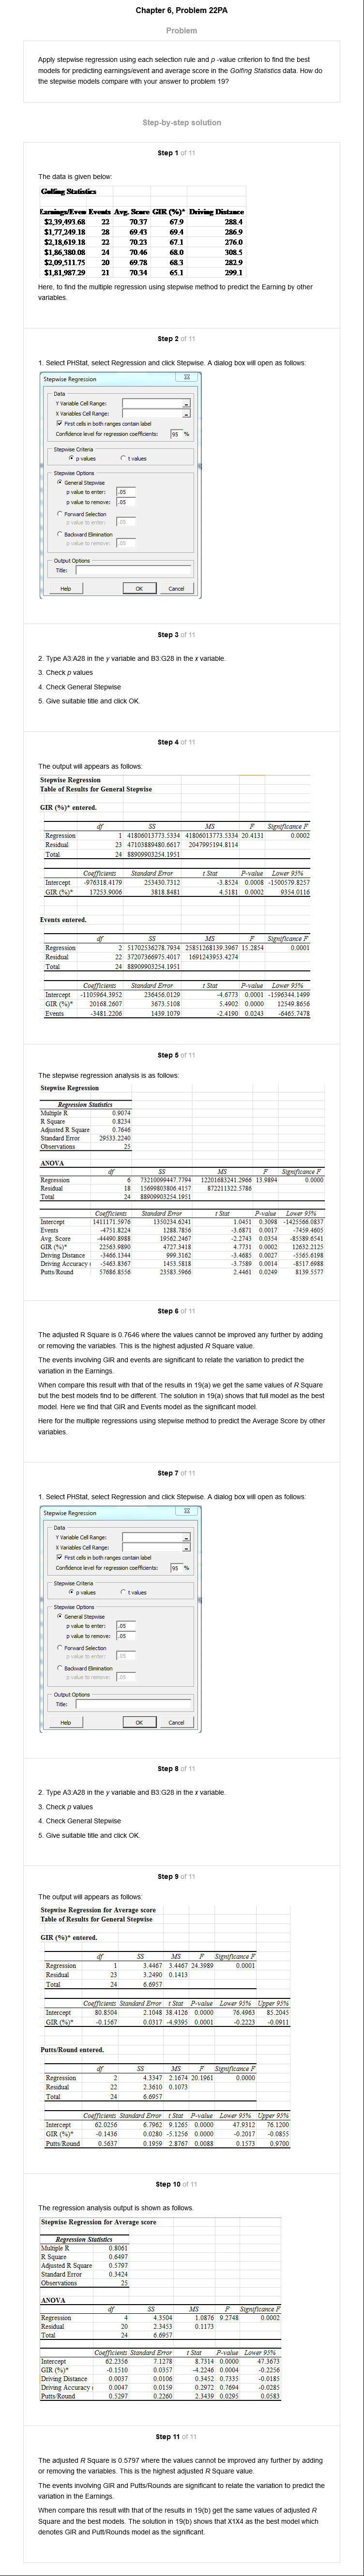 Chapter 6, Problem 22PA
Problem
Apply stepwise regression using each selection rule and p -value criterion to find the best
models for predicting earnings/event and average score in the Golfing Statistics data. How do
the stepwise models compare with your answer to problem 19?
Step-by-step solution
Step 1 of 11
The data is given below:
Golfing Statistics
Earnings/Even Events Avg. Score GIR (%)* Driving Distance
$2,39,493.68 22 70.37 67.9 288.4
$1,77,249.18 28 69.43 69.4 286.9
$2,18,619.18 22 70.23 67.1 276.0
$1,86,380.08 24 70.46 68.0 308.5
$2,09,511.75 20 69.78 68.3 282.9
$1,81,987.29 21 70.34 65.1 299.1
Here, to find the multiple regression using stepwise method to predict the Earning by other
variables.
Step 2 of 11
1. Select PHStat, select Regression and click Stepwise. A dialog box will open as follows:
Stepwise Regression
Data
Y Variable Cell Range:
X Variables Cell Range:
First cells in both ranges contain label
Confidence level for regression coefficients: 95 %
Stepwise Criteria
p values t values
Stepwise Options
General Stepwise
p value to enter: .05
p value to remove: .05
Forward Selection
p value to enter: .05
Backward Elimination
p value to remove: .05
Output Options
Title:
Help OK Cancel
Step 3 of 11
2. Type A3:A28 in the y variable and B3:G28 in the x variable.
3. Check p values
4. Check General Stepwise
5. Give suitable title and click OK.
Step 4 of 11
The output will appears as follows:
Stepwise Regression
Table of Results for General Stepwise
GIR (%)* entered.
df SS MS F Significance F
Regression 1 41806013773.5334 41806013773.5334 20.4131 0.0002
Residual 23 47103889480.6617 2047995194.8114
Total 24 88909903254.1951
Coefficients Standard Error t Stat P-value Lower 95%
Intercept -976318.4179 253430.7312 -3.8524 0.0008 -1500579.8257
GIR (%)* 17253.9006 3818.8481 4.5181 0.0002 9354.0116
Events entered.
df SS MS F Significance F
Regression 2 51702536278.7934 25851268139.3967 15.2854 0.0001
Residual 22 37207366975.4017 1691243953.4274
Total 24 88909903254.1951
Coefficients Standard Error t Stat P-value Lower 95%
Intercept -1105964.3952 236456.0129 -4.6773 0.0001 -1596344.1499
GIR (%)* 20168.2607 3673.5108 5.4902 0.0000 12549.8656
Events -3481.2206 1439.1079 -2.4190 0.0243 -6465.7478
Step 5 of 11
The stepwise regression analysis is as follows:
Stepwise Regression
Regression Statistics
Multiple R 0.9074
R Square 0.8234
Adjusted R Square 0.7646
Standard Error 29533.2240
Observations 25
ANOVA
df SS MS F Significance F
Regression 6 73210099447.7794 12201683241.2966 13.9894 0.0000
Residual 18 15699803806.4157 872211322.5786
Total 24 88909903254.1951
Coefficients Standard Error t Stat P-value Lower 95%
Intercept 1411171.5976 1350234.6241 1.0451 0.3098 -1425566.0837
Events -4751.8224 1288.7856 -3.6871 0.0017 -7459.4605
Avg. Score -44490.8988 19562.2467 -2.2743 0.0354 -85589.6541
GIR (%)* 22563.9890 4727.3418 4.7731 0.0002 12632.2125
Driving Distance -3466.1344 999.3162 -3.4685 0.0027 -5565.6198
Driving Accuracy ( -5463.8367 1453.5818 -3.7589 0.0014 -8517.6988
Putts/Round 57686.8556 23583.5966 2.4461 0.0249 8139.5577
Step 6 of 11
The adjusted R Square is 0.7646 where the values cannot be improved any further by adding
or removing the variables. This is the highest adjusted R Square value.
The events involving GIR and events are significant to relate the variation to predict the
variation in the Earnings.
When compare this result with that of the results in 19(a) we get the same values of R Square
but the best models find to be different. The solution in 19(a) shows that full model as the best
model. Here we find that GIR and Events model as the significant model.
Here for the multiple regressions using stepwise method to predict the Average Score by other
variables.
Step 7 of 11
1. Select PHStat, select Regression and click Stepwise. A dialog box will open as follows:
Stepwise Regression
Data
Y Variable Cell Range:
X Variables Cell Range:
First cells in both ranges contain label
Confidence level for regression coefficients: 95 %
Stepwise Criteria
p values t values
Stepwise Options
General Stepwise
p value to enter: .05
p value to remove: .05
Forward Selection
p value to enter: .05
Backward Elimination
p value to remove: .05
Output Options
Title:
Help OK Cancel
Step 8 of 11
2. Type A3:A28 in the y variable and B3:G28 in the x variable.
3. Check p values
4. Check General Stepwise
5. Give suitable title and click OK.
Step 9 of 11
The output will appears as follows:
Stepwise Regression for Average score
Table of Results for General Stepwise
GIR (%)* entered.
df SS MS F Significance F
Regression 1 3.4467 3.4467 24.3989 0.0001
Residual 23 3.2490 0.1413
Total 24 6.6957
Coefficients Standard Error t Stat P-value Lower 95% Upper 95%
Intercept 80.8504 2.1048 38.4126 0.0000 76.4963 85.2045
GIR (%)* -0.1567 0.0317 -4.9395 0.0001 -0.2223 -0.0911
Putts/Round entered.
df SS MS F Significance F
Regression 2 4.3347 2.1674 20.1961 0.0000
Residual 22 2.3610 0.1073
Total 24 6.6957
Coefficients Standard Error t Stat P-value Lower 95% Upper 95%
Intercept 62.0256 6.7962 9.1265 0.0000 47.9312 76.1200
GIR (%)* -0.1436 0.0280 -5.1256 0.0000 -0.2017 -0.0855
Putts/Round 0.5637 0.1959 2.8767 0.0088 0.1573 0.9700
Step 10 of 11
The regression analysis output is shown as follows.
Stepwise Regression for Average score
Regression Statistics
Multiple R 0.8061
R Square 0.6497
Adjusted R Square 0.5797
Standard Error 0.3424
Observations 25
ANOVA
df SS MS F Significance F
Regression 4 4.3504 1.0876 9.2748 0.0002
Residual 20 2.3453 0.1173
Total 24 6.6957
Coefficients Standard Error t Stat P-value Lower 95%
Intercept 62.2356 7.1278 8.7314 0.0000 47.3673
GIR (%)* -0.1510 0.0357 -4.2246 0.0004 -0.2256
Driving Distance 0.0037 0.0106 0.3452 0.7335 -0.0185
Driving Accuracy ( 0.0047 0.0159 0.2972 0.7694 -0.0285
Putts/Round 0.5297 0.2260 2.3439 0.0295 0.0583
Step 11 of 11
The adjusted R Square is 0.5797 where the values cannot be improved any further by adding
or removing the variables. This is the highest adjusted R Square value.
The events involving GIR and Putts/Rounds are significant to relate the variation to predict the
variation in the Earnings.
When compare this result with that of the results in 19(b) get the same values of adjusted R
Square and the best models. The solution in 19(b) shows that X1X4 as the best model which
denotes GIR and Putt/Rounds model as the significant.